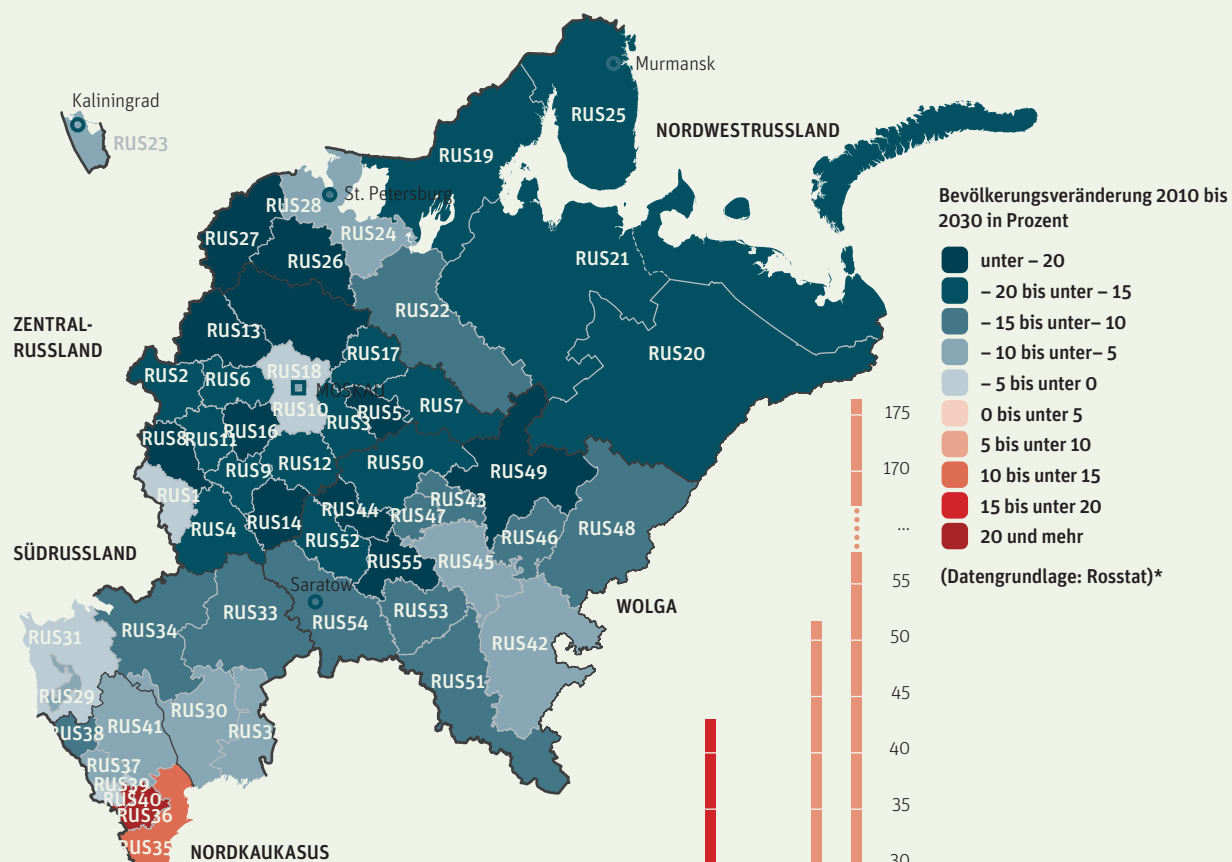 Murmansk
Kaliningrad
RUS25
NORDWESTRUSSLAND
RUS23
RUS19
Bevölkerungsveränderung 2010 bis
2030 in Prozent
unter – 20
– 20 bis unter – 15
– 15 bis unter– 10
– 10 bis unter– 5
– 5 bis unter 0
0 bis unter 5
5 bis unter 10
10 bis unter 15
15 bis unter 20
20 und mehr
(Datengrundlage: Rosstat)*
St. Petersburg
RUS28
RUS24
RUS27
RUS26
RUS21
RUS22
ZENTRAL-
RUSSLAND
RUS13
RUS17
RUS20
RUS2
RUS6
RUS18
MOSKAU
RUS10
RUS3
RUS5
RUS7
RUS8
RUS11
RUS16
RUS9
RUS12
RUS50
RUS49
RUS1
RUS4
RUS14
RUS44
RUS47
RUS43
RUS46
RUS48
RUS52
RUS55
RUS45
SÜDRUSSLAND
Saratow
RUS33
RUS54
RUS53
WOLGA
RUS31
RUS34
RUS42
RUS51
RUS29
RUS30
RUS38
RUS41
RUS37
RUS39
RUS40
RUS36
RUS35
NORDKAUKASUS
175
170
...
55
50
45
40
35
30